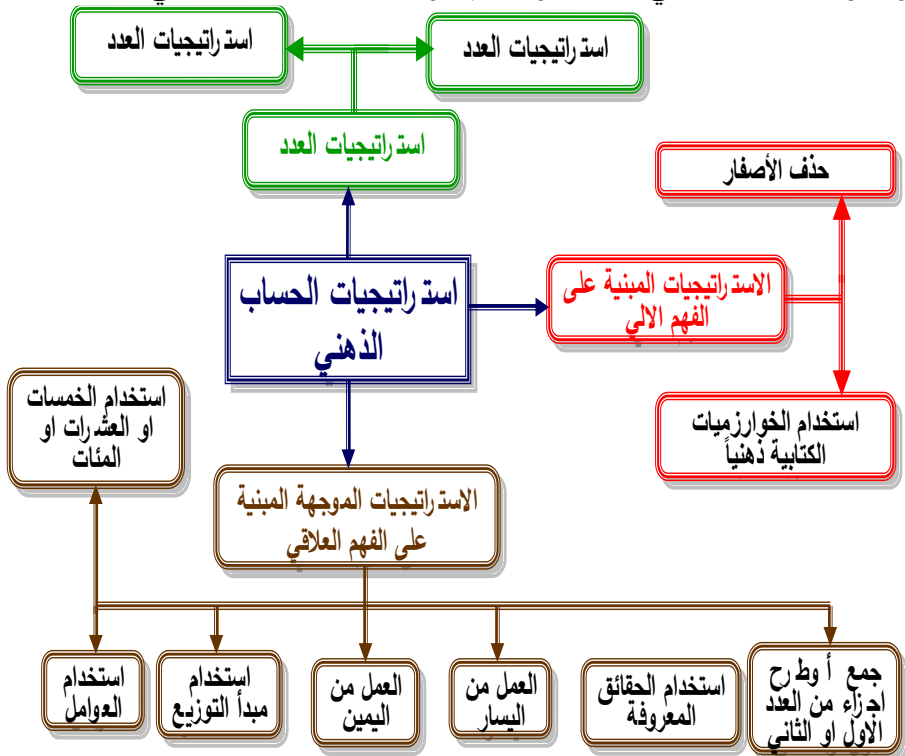 استراتيجيات العدد
استراتيجيات العدد
استراتيجيات العدد
حذف الأصفار
استراتيجيات الحساب
الذهني
الاستراتيجيات المبنية على
الفهم الالي
استخدام الخوارزميات
الكتابية ذهنياً
استخدام الخمسات
او العشرات او
المئات
الاستراتيجيات الموجهة المبنية
على الفهم العلاقي
جمع أوطرح
اجزاء من العدد
الاول او الثاني
استخدام الحقائق
المعروفة
العمل من
اليسار
العمل من
اليمين
استخدام
مبدأ التوزيع
استخدام
العوامل